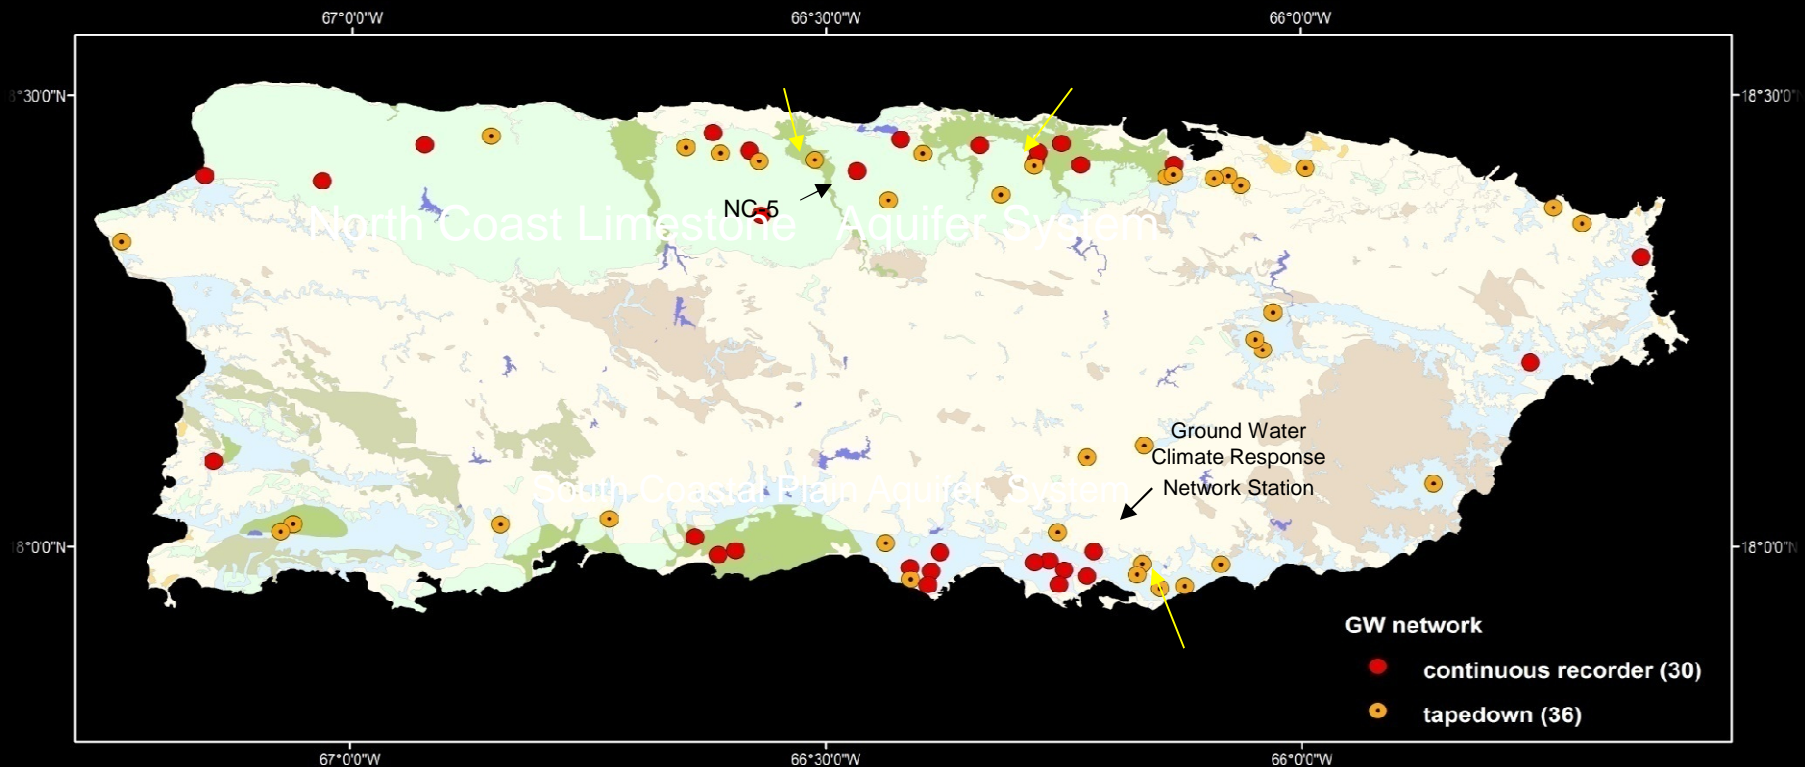 67°0'0"W 66°30'0"W 66°0'0"W
18°30'0"N 18°30'0"N
NC-5
North Coast Limestone Aquifer System
Ground Water
Climate Response
Network Station
South Coastal Plain Aquifer System
18°0'0"N 18°0'0"N
GW network
continuous recorder (30)
tapedown (36)
67°0'0"W 66°30'0"W 66°0'0"W